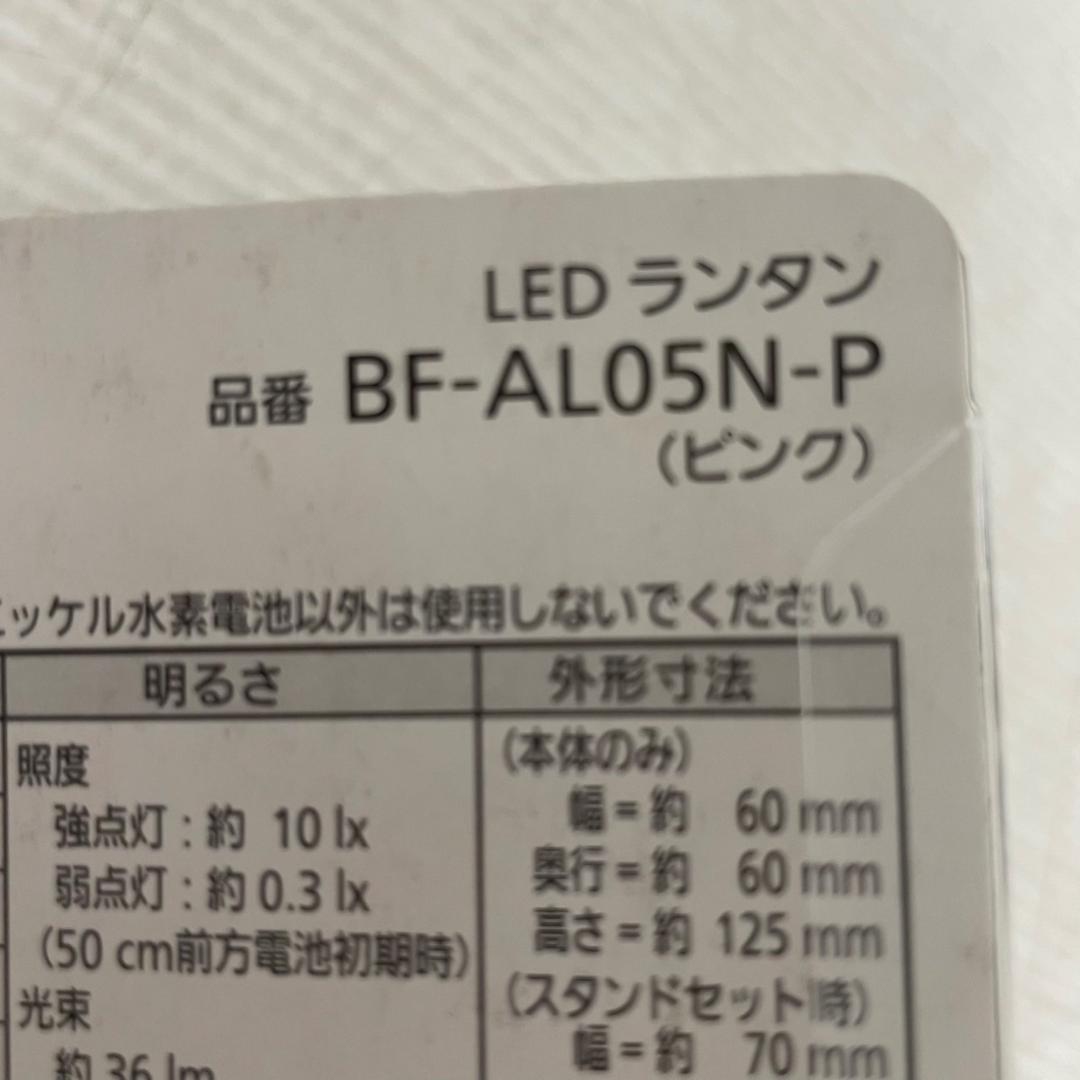 LED ランタン
品番 BF-AL05N-P
(ピンク)
ニッケル水素電池以外は使用しないでください。
明るさ 外形寸法
照度
強点灯:約 10 lx
弱点灯:約 0.3 lx
(50 cm前方電池初期時)
光束
約 36 lm
(本体のみ)
幅=約 60 mm
奥行=約 60 mm
高さ=約 125 mm
(スタンドセット時)
幅=約 70 mm